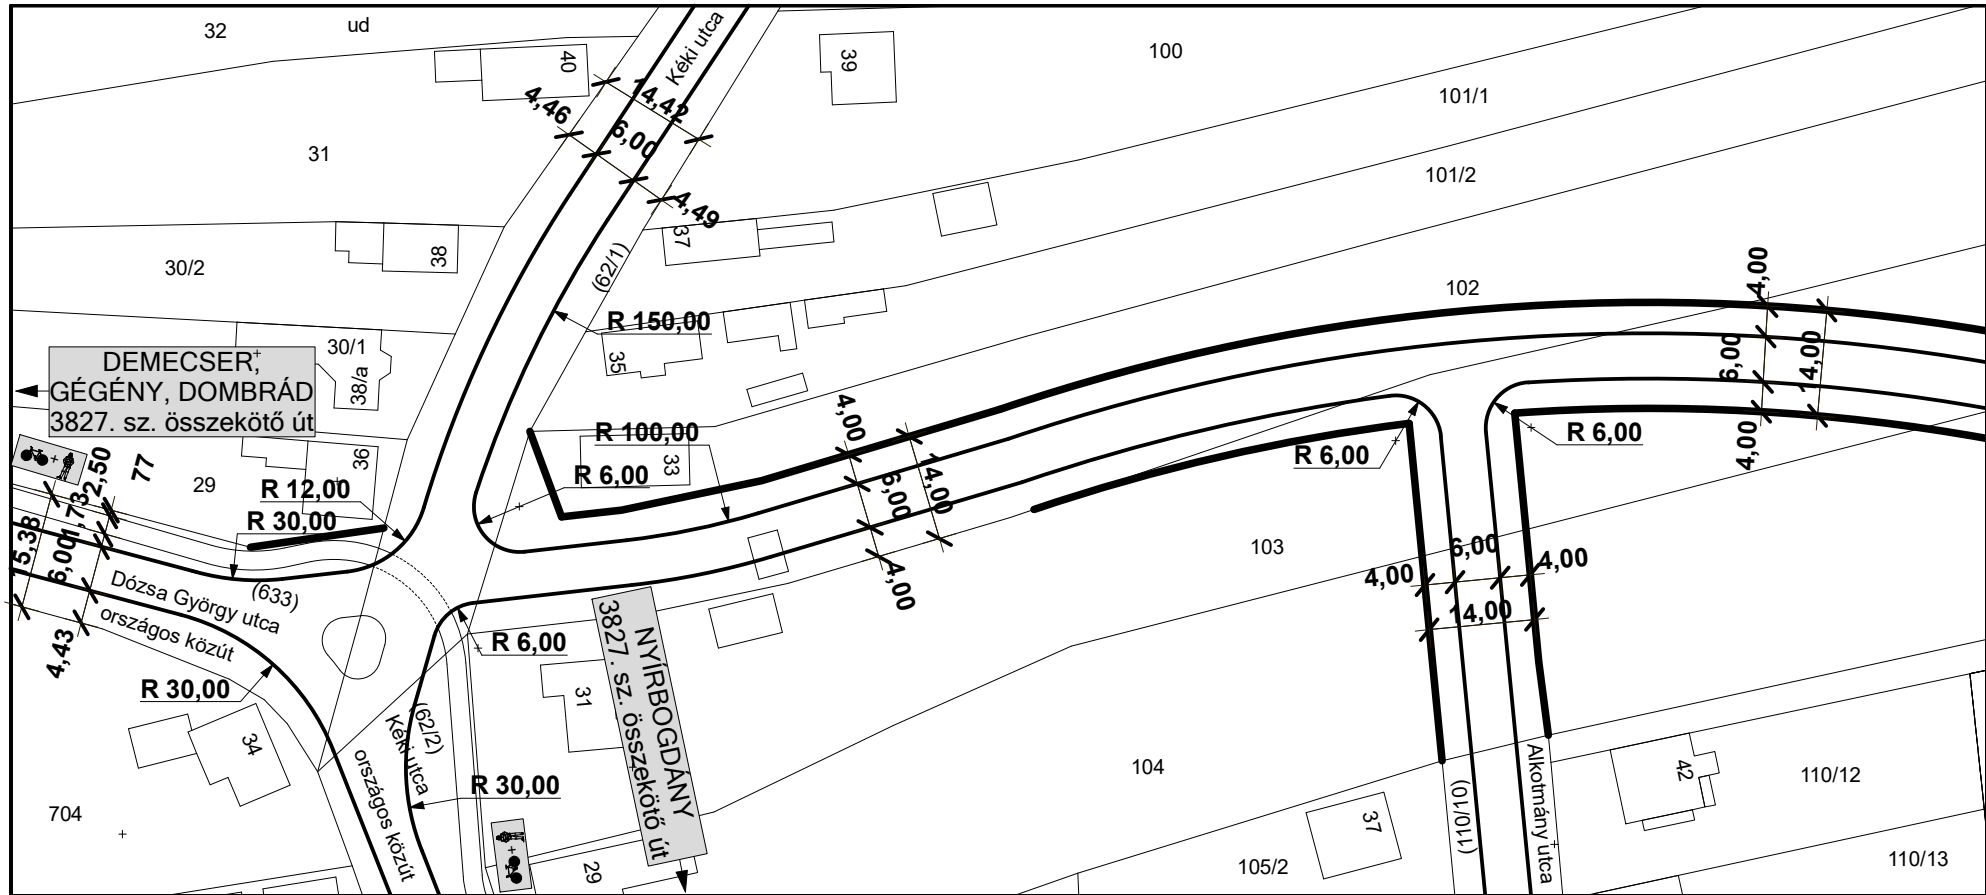 32
ud
40
Kéki utca
39
100
101/1
101/2
4,46
14,42
6,00
4,49
31
30/2
38
37
(62/1)
102
4,00
6,00
14,00
4,00
R 150,00
35
30/1
38/a
DEMECSER,
GÉGÉNY, DOMBRÁD
3827. sz. összekötő út
R 100,00
33
R 6,00
4,00
6,00
14,00
4,00
R 6,00
R 6,00
2,50
77
1,73
15,38
6,00
4,43
29
36
R 12,00
R 30,00
(633)
Dózsa György utca
országos közút
R 30,00
R 6,00
103
4,00
6,00
4,00
14,00
NYÍRBOGDÁNY
3827. sz. összekötő út
31
34
(62/2)
Kéki utca
országos közút
R 30,00
704
104
29
37
105/2
(110/10)
Alkotmány utca
42
110/12
110/13